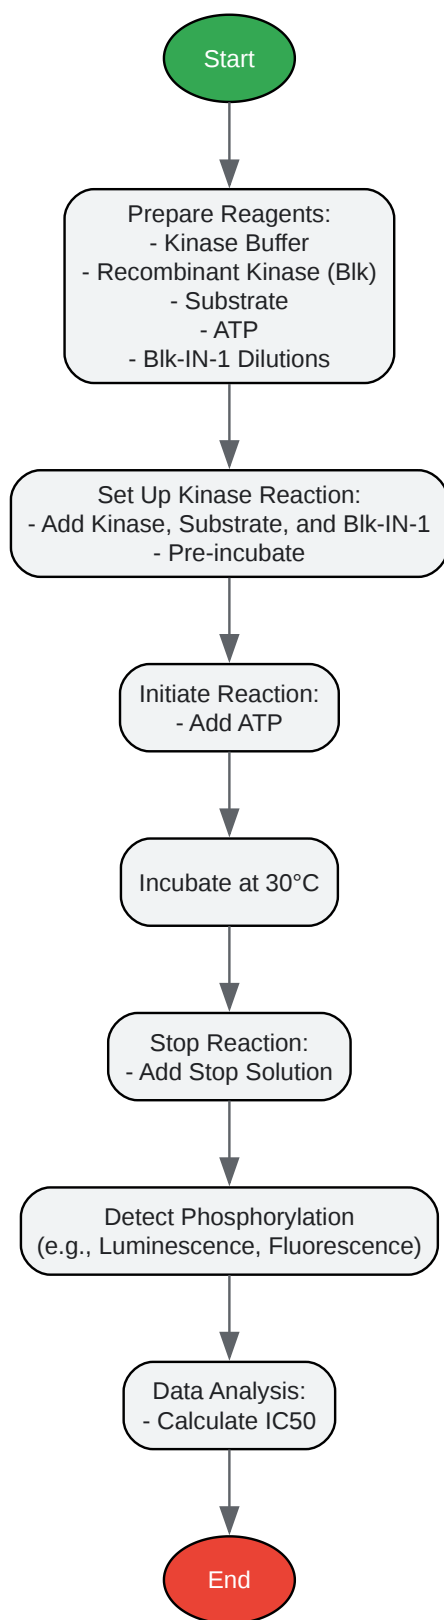 Start
Prepare Reagents:
- Kinase Buffer
- Recombinant Kinase (Blk)
- Substrate
- ATP
- Blk-IN-1 Dilutions
Set Up Kinase Reaction:
- Add Kinase, Substrate, and Blk-IN-1
- Pre-incubate
Initiate Reaction:
- Add ATP
Incubate at 30°C
Stop Reaction:
- Add Stop Solution
Detect Phosphorylation
(e.g., Luminescence, Fluorescence)
Data Analysis:
- Calculate IC50
End